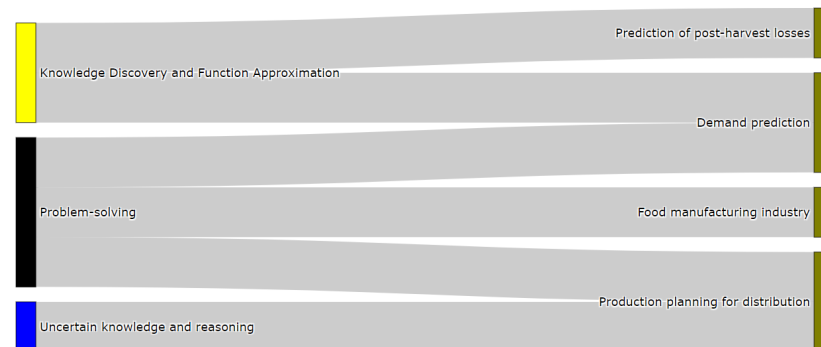 Prediction of post-harvest losses
Knowledge Discovery and Function Approximation
Demand prediction
Problem-solving
Food manufacturing industry
Production planning for distribution
Uncertain knowledge and reasoning